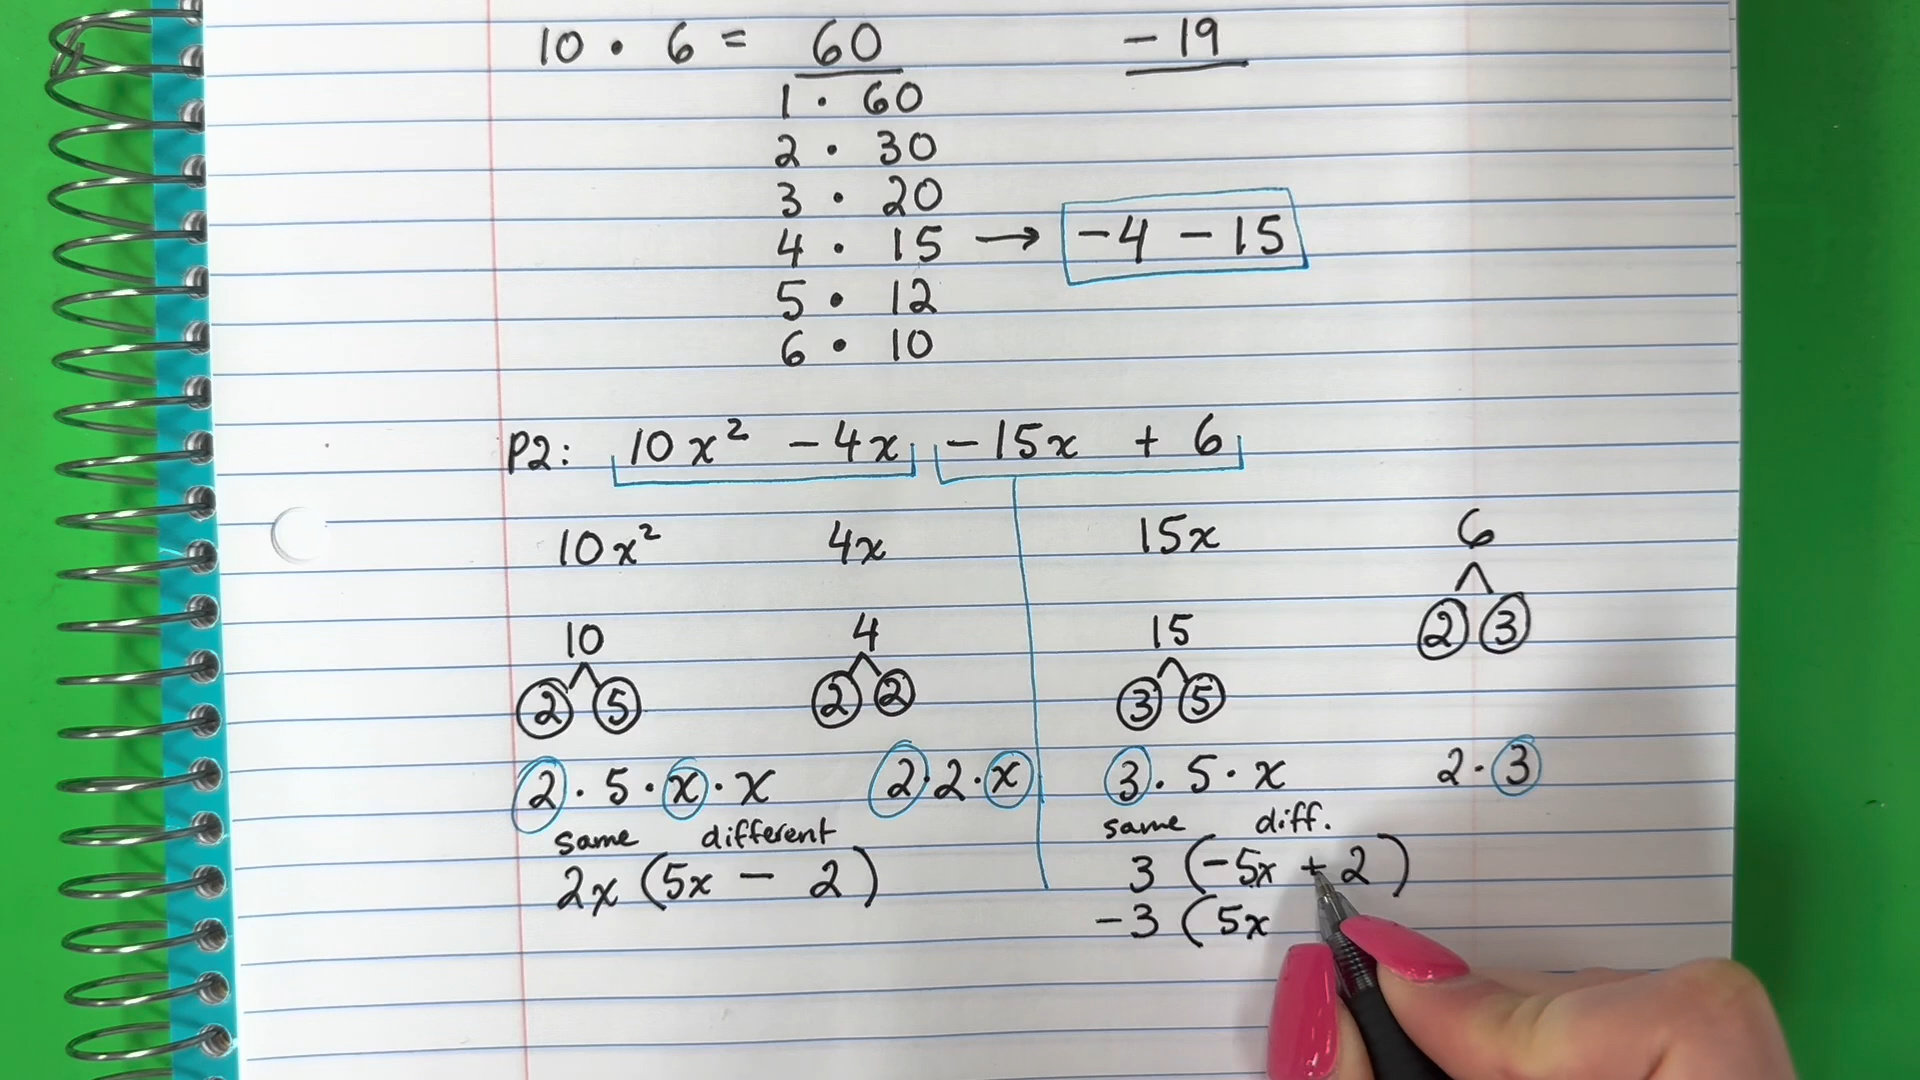 10 · 6 = 60 -19
1 · 60
2 · 30
3 · 20
4 · 15 → -4 -15
5 · 12
6 · 10
P2: 10x² -4x -15x + 6
10x² 4x 15x 6
2 3
10 4 15
2 5 2 2 3 5
2 · 5 · x · x 2 · 2 · x 3 · 5 · x 2 · 3
same different same diff.
2x (5x - 2) 3 (-5x + 2)
-3 (5x